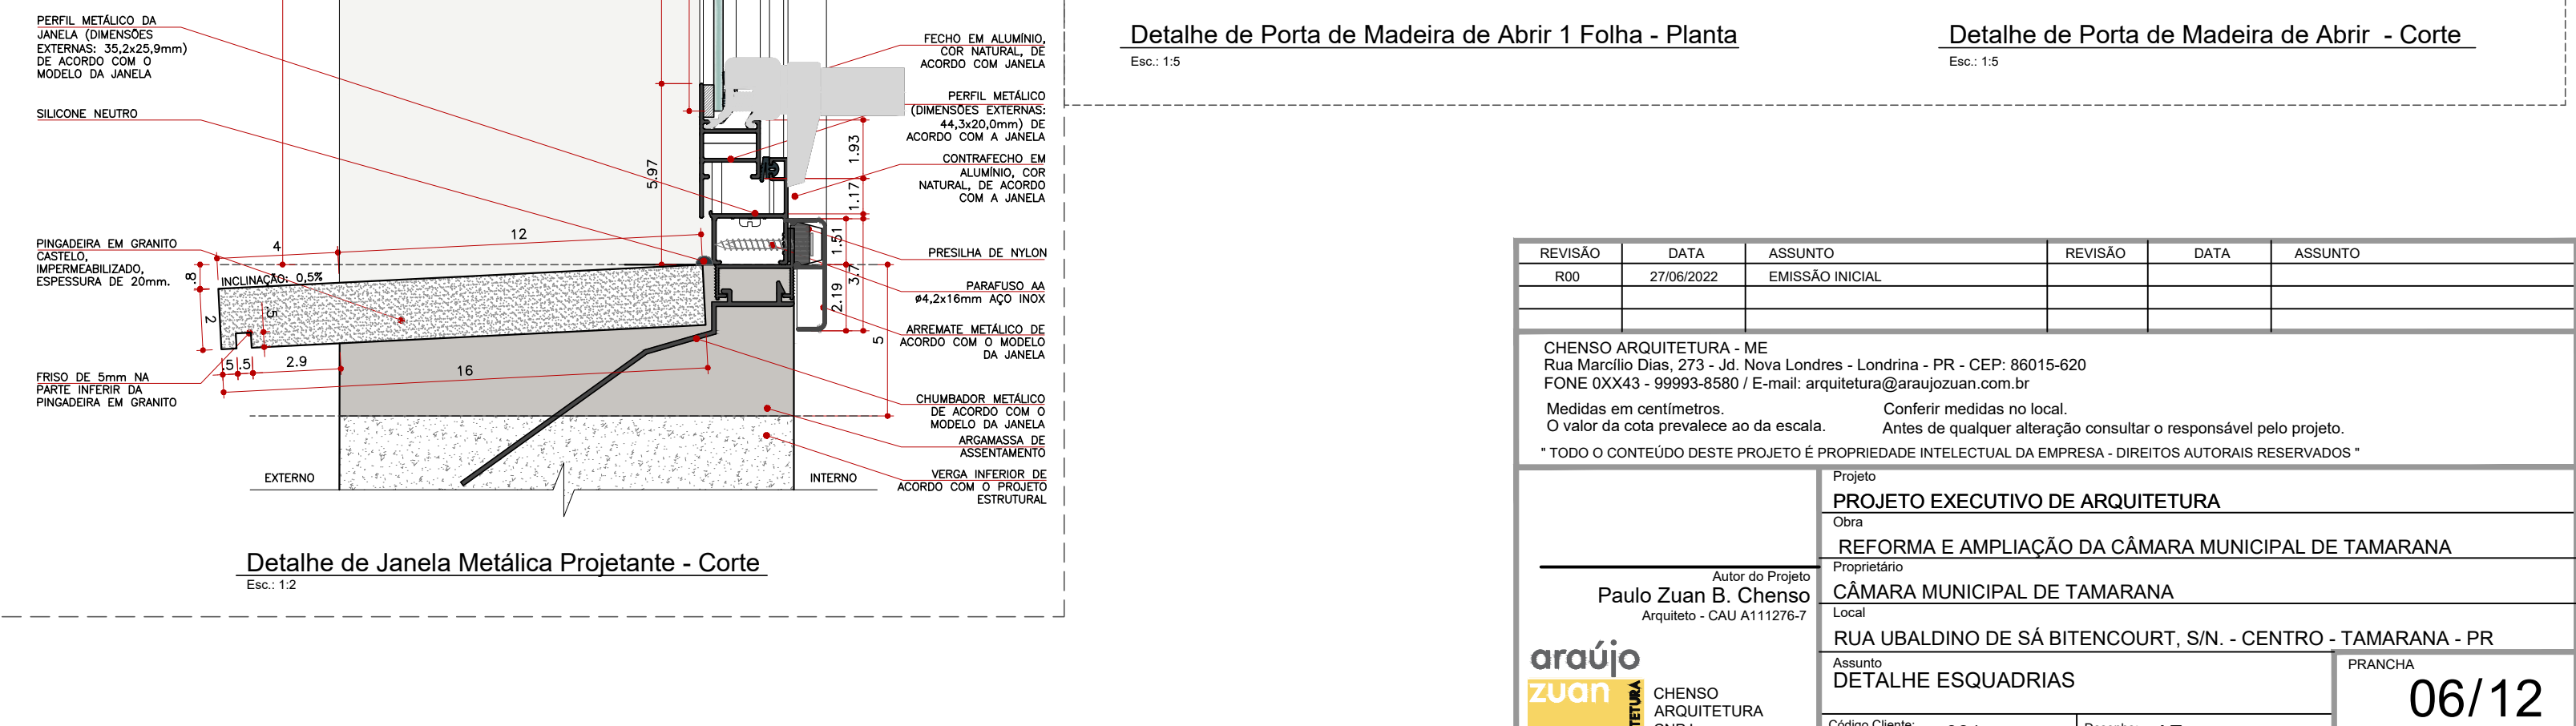 PERFIL METÁLICO DA
JANELA (DIMENSÕES
EXTERNAS: 35,2x25,9mm)
DE ACORDO COM O
MODELO DA JANELA
SILICONE NEUTRO
PINGADEIRA EM GRANITO
CASTELO,
IMPERMEABILIZADO,
ESPESSURA DE 20mm.
FRISO DE 5mm NA
PARTE INFERIR DA
PINGADEIRA EM GRANITO
4
12
5.97
.8
INCLINAÇÃO: 0,5%
2
.5
.5
.5
2.9
16
1.93
1.17
1.51
3.7
2.19
5
FECHO EM ALUMÍNIO,
COR NATURAL, DE
ACORDO COM JANELA
PERFIL METÁLICO
(DIMENSÕES EXTERNAS:
44,3x20,0mm) DE
ACORDO COM A JANELA
CONTRAFECHO EM
ALUMÍNIO, COR
NATURAL, DE ACORDO
COM A JANELA
PRESILHA DE NYLON
PARAFUSO AA
ø4,2x16mm AÇO INOX
ARREMATE METÁLICO DE
ACORDO COM O MODELO
DA JANELA
CHUMBADOR METÁLICO
DE ACORDO COM O
MODELO DA JANELA
ARGAMASSA DE
ASSENTAMENTO
VERGA INFERIOR DE
ACORDO COM O PROJETO
ESTRUTURAL
EXTERNO
INTERNO
Detalhe de Janela Metálica Projetante - Corte
Esc.: 1:2
Detalhe de Porta de Madeira de Abrir 1 Folha - Planta
Esc.: 1:5
Detalhe de Porta de Madeira de Abrir - Corte
Esc.: 1:5
REVISÃO DATA ASSUNTO REVISÃO DATA ASSUNTO
R00 27/06/2022 EMISSÃO INICIAL
CHENSO ARQUITETURA - ME
Rua Marcílio Dias, 273 - Jd. Nova Londres - Londrina - PR - CEP: 86015-620
FONE 0XX43 - 99993-8580 / E-mail: arquitetura@araujozuan.com.br
Medidas em centímetros. Conferir medidas no local.
O valor da cota prevalece ao da escala. Antes de qualquer alteração consultar o responsável pelo projeto.
" TODO O CONTEÚDO DESTE PROJETO É PROPRIEDADE INTELECTUAL DA EMPRESA - DIREITOS AUTORAIS RESERVADOS "
Autor do Projeto
Paulo Zuan B. Chenso
Arquiteto - CAU A111276-7
araújo
zuan
CHENSO
ARQUITETURA
Projeto
PROJETO EXECUTIVO DE ARQUITETURA
Obra
REFORMA E AMPLIAÇÃO DA CÂMARA MUNICIPAL DE TAMARANA
Proprietário
CÂMARA MUNICIPAL DE TAMARANA
Local
RUA UBALDINO DE SÁ BITENCOURT, S/N. - CENTRO - TAMARANA - PR
Assunto
DETALHE ESQUADRIAS
PRANCHA
06/12
Código Cliente: